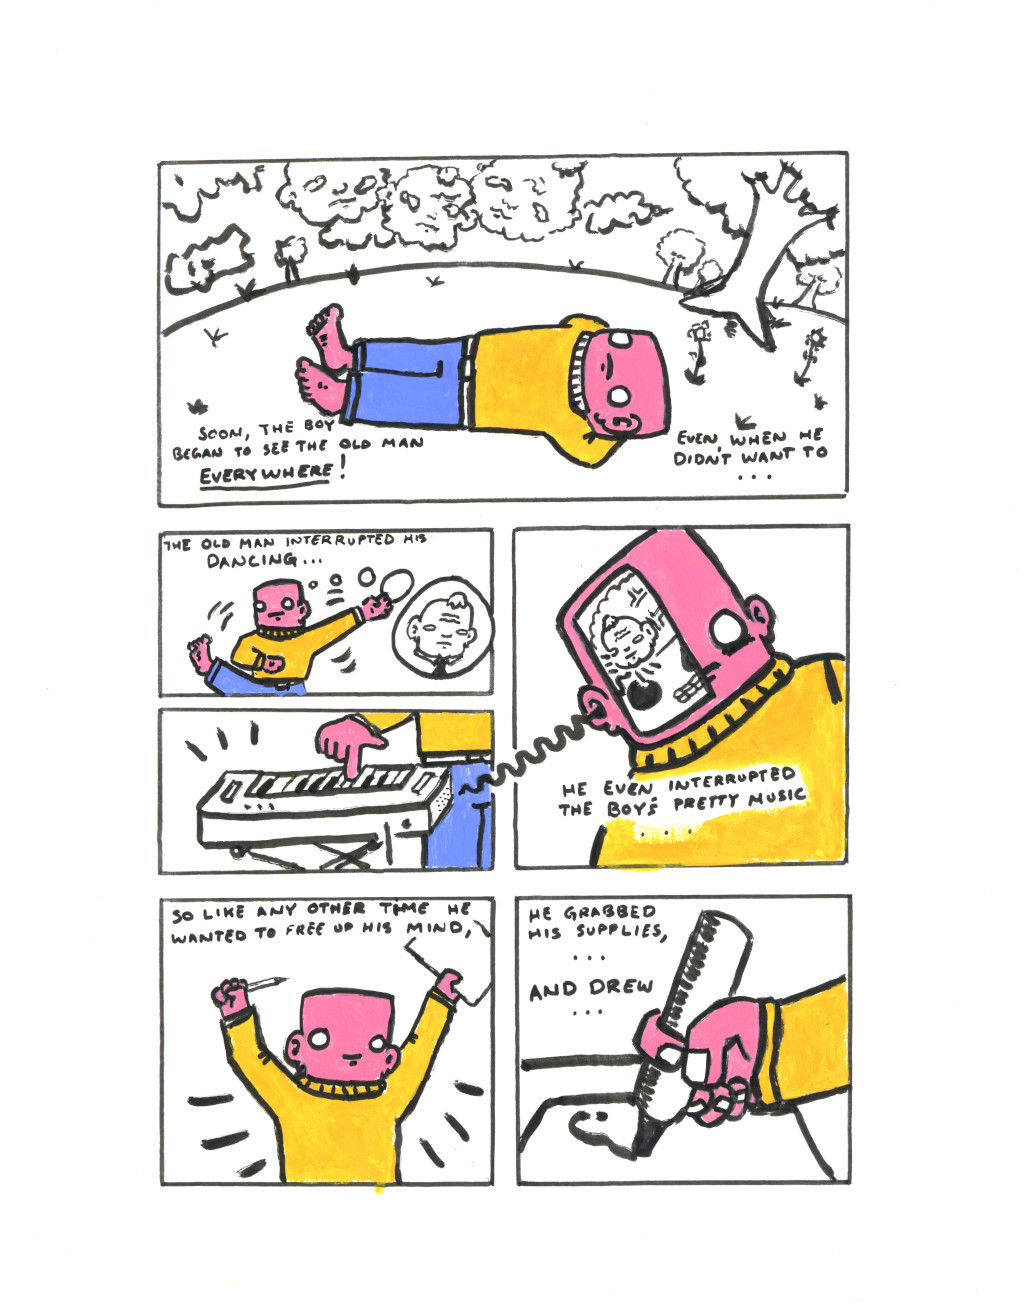 SOON, THE BOY
BEGAN TO SEE THE OLD MAN
EVERYWHERE!
EVEN WHEN HE
DIDN'T WANT TO
...
THE OLD MAN INTERRUPTED HIS
DANCING...
HE EVEN INTERRUPTED
THE BOY'S PRETTY MUSIC
....
SO LIKE ANY OTHER TIME HE
WANTED TO FREE UP HIS MIND,
HE GRABBED
HIS SUPPLIES,
...
AND DREW
...